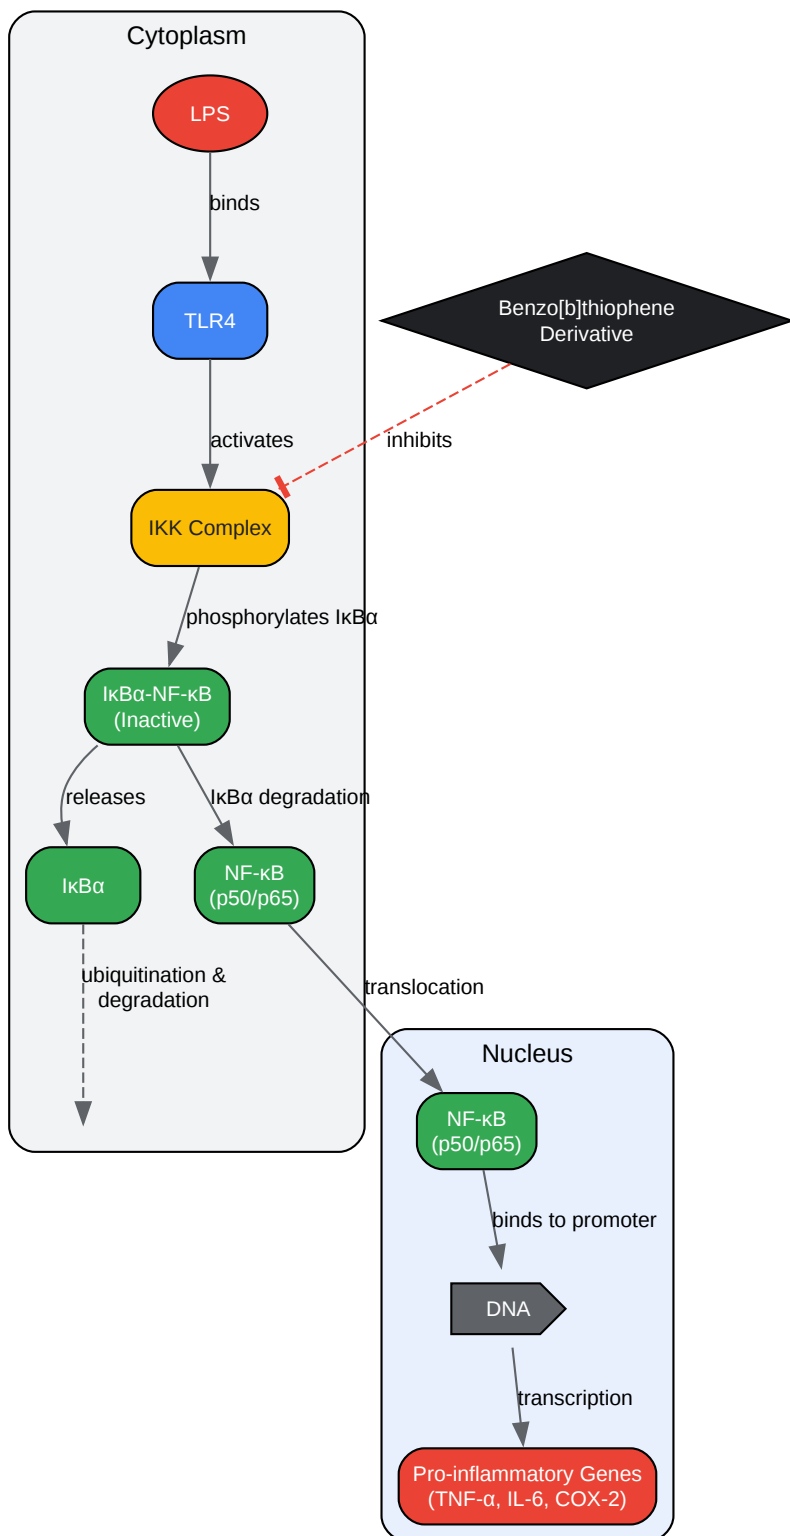 Cytoplasm
LPS
binds
TLR4
Benzo[b]thiophene
Derivative
activates
inhibits
IKK Complex
phosphorylates IκBα
IκBα-NF-κB
(Inactive)
releases
IκBα degradation
IκBα
NF-κB
(p50/p65)
ubiquitination &
degradation
translocation
Nucleus
NF-κB
(p50/p65)
binds to promoter
DNA
transcription
Pro-inflammatory Genes
(TNF-α, IL-6, COX-2)